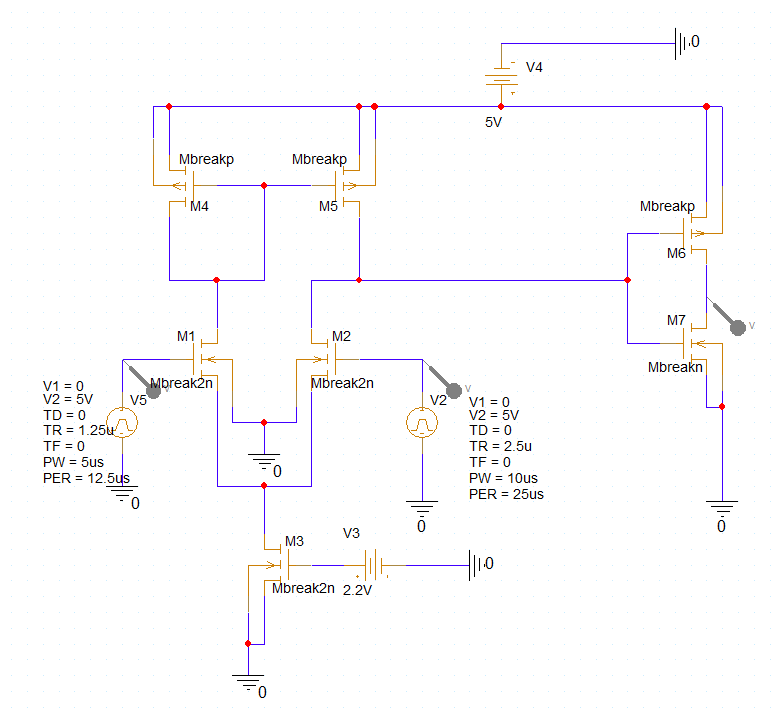 0
V4
5V
Mbreakp
Mbreakp
M4
M5
Mbreakp
M6
M7
Mbreakn
V
M1
M2
Mbreak2n
Mbreak2n
V
V
V1 = 0
V2 = 5V
TD = 0
TR = 1.25u
TF = 0
PW = 5us
PER = 12.5us
V5
0
V2
V1 = 0
V2 = 5V
TD = 0
TR = 2.5u
TF = 0
PW = 10us
PER = 25us
0
0
0
M3
Mbreak2n
V3
2.2V
0
0